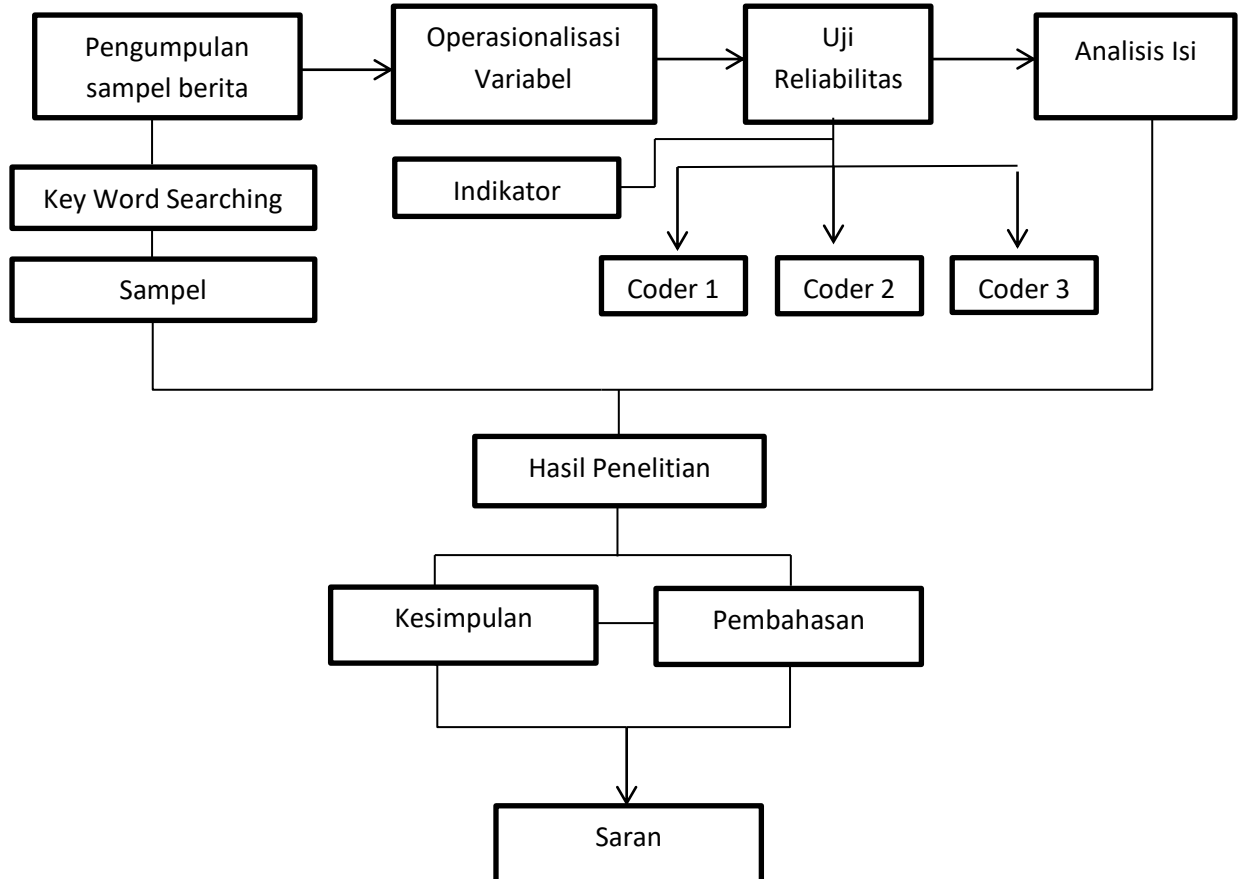 Pengumpulan
sampel berita
Operasionalisasi
Variabel
Uji
Reliabilitas
Analisis Isi
Key Word Searching
Indikator
Sampel
Coder 1
Coder 2
Coder 3
Hasil Penelitian
Kesimpulan
Pembahasan
Saran